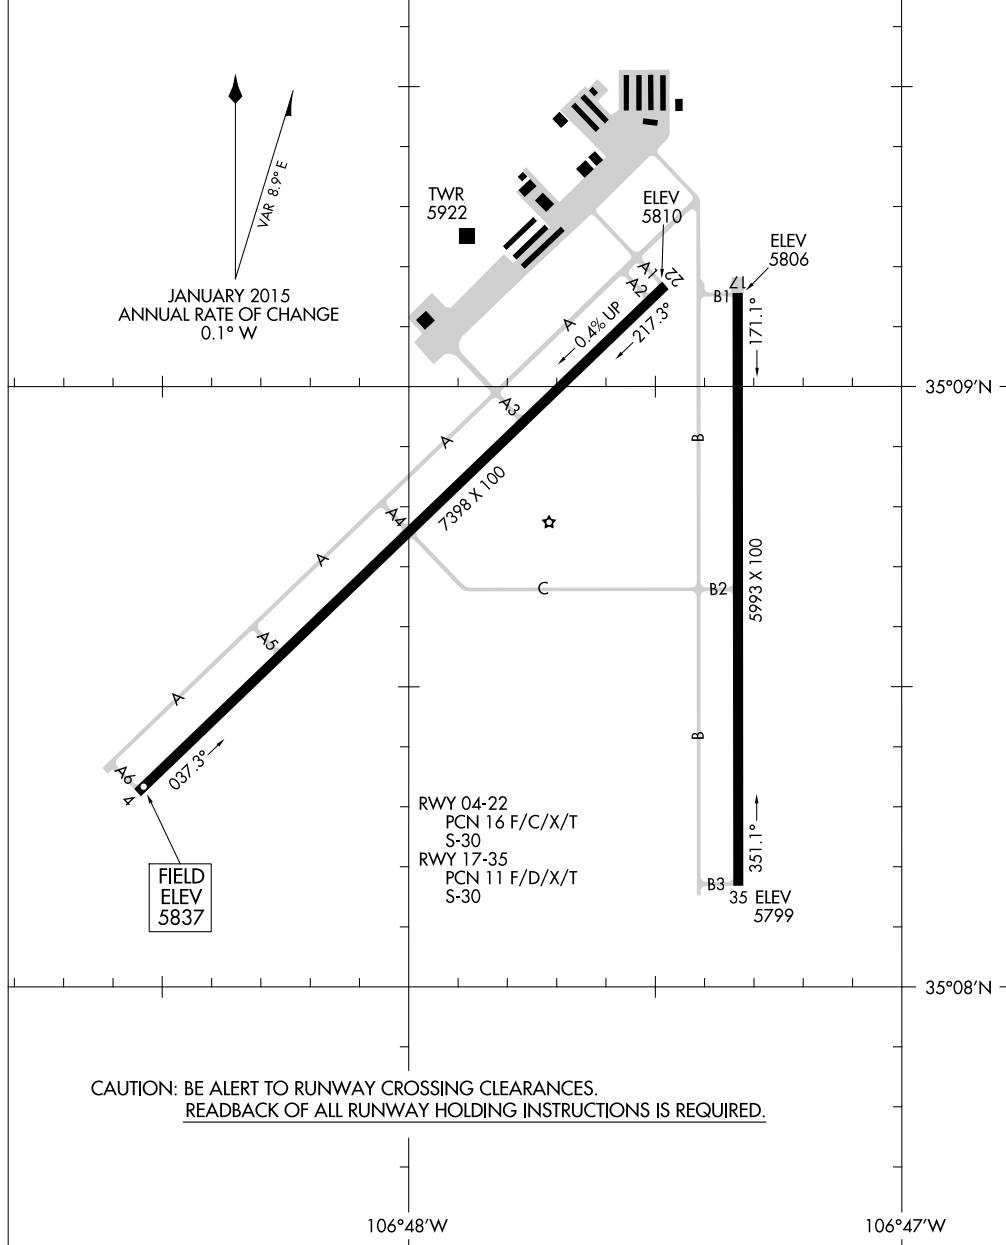 VAR 8.9° E
JANUARY 2015
ANNUAL RATE OF CHANGE
0.1° W
TWR
5922
ELEV
5810
ELEV
5806
A1
A2
22
17
B1
A
0.4% UP
217.3°
171.1°
35°09'N
A3
A
B
7398 X 100
A4
A
C
B2
5993 X 100
A5
A
B
A6
4
037.3°
RWY 04-22
PCN 16 F/C/X/T
S-30
RWY 17-35
PCN 11 F/D/X/T
S-30
351.1°
FIELD
ELEV
5837
B3
35
ELEV
5799
35°08'N
CAUTION: BE ALERT TO RUNWAY CROSSING CLEARANCES.
READBACK OF ALL RUNWAY HOLDING INSTRUCTIONS IS REQUIRED.
106°48'W
106°47'W